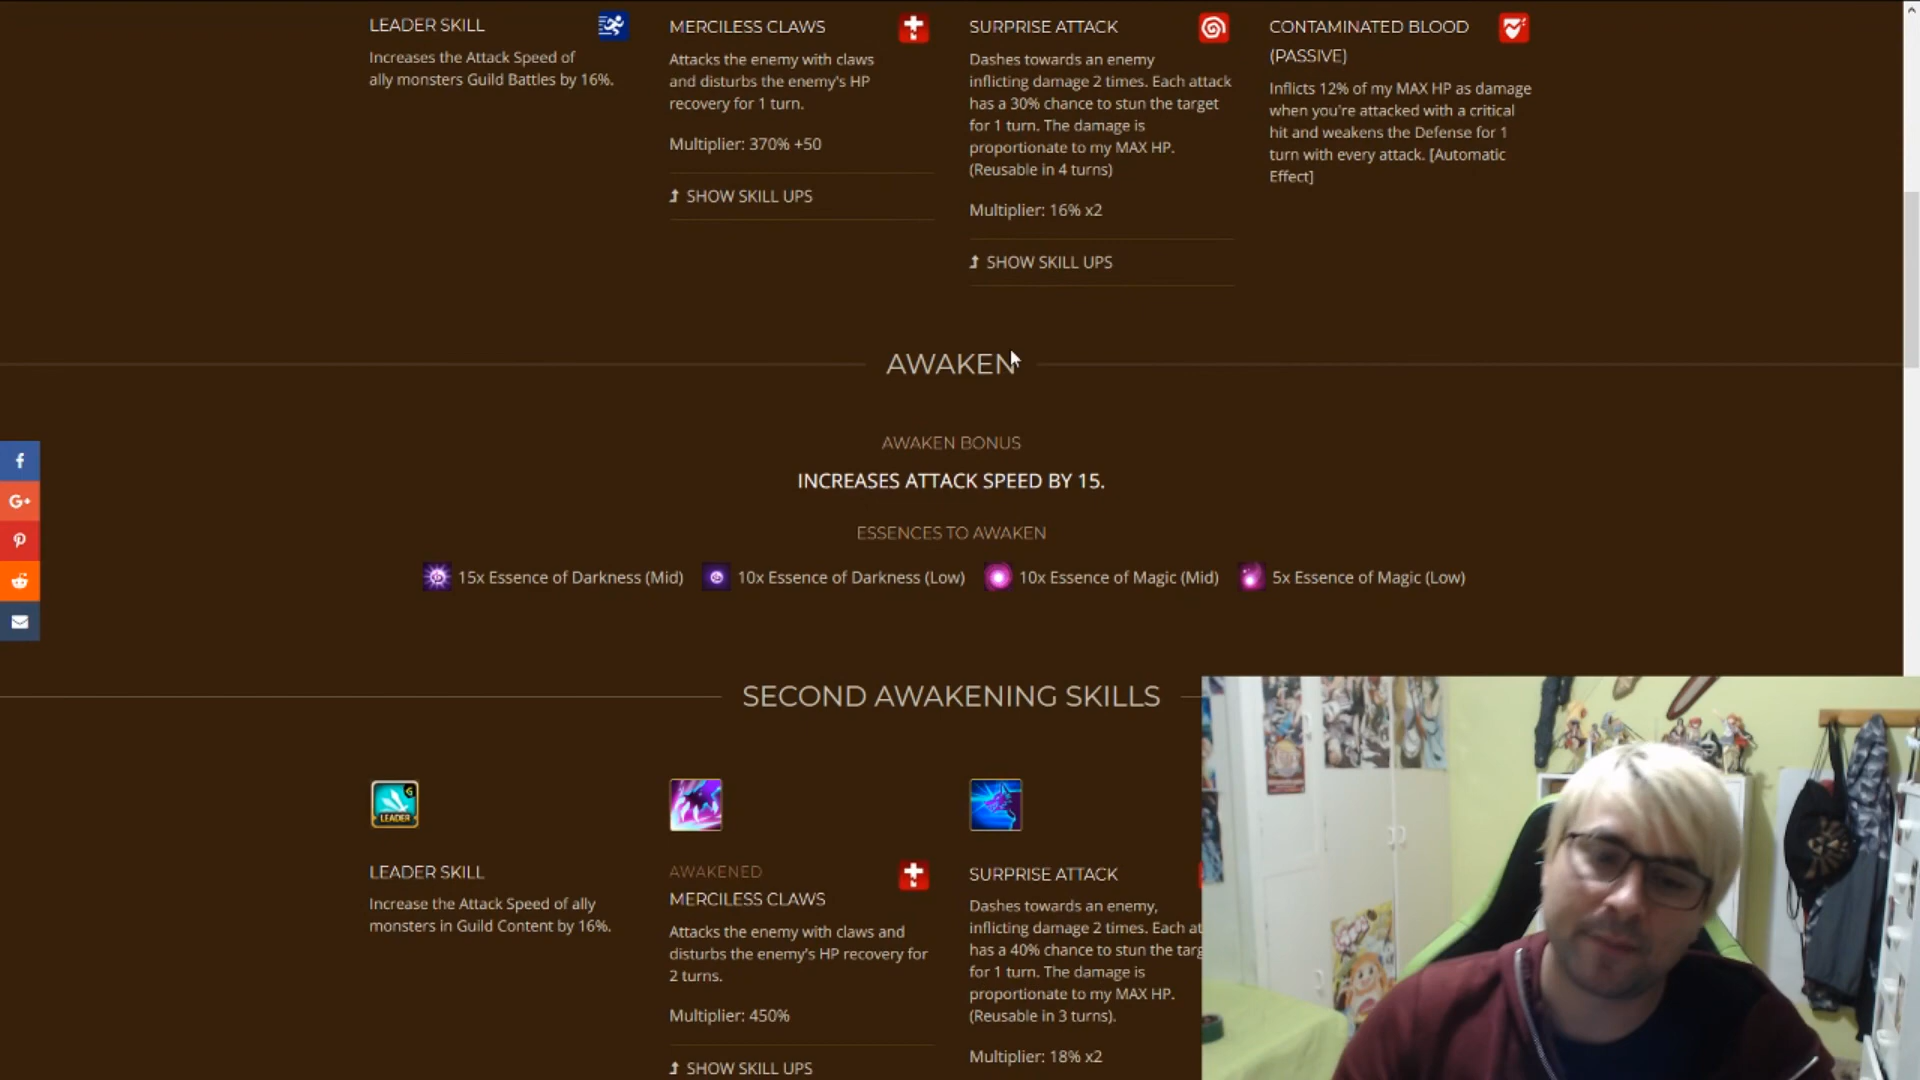 LEADER SKILL
Increases the Attack Speed of
ally monsters Guild Battles by 16%.
MERCILESS CLAWS
Attacks the enemy with claws
and disturbs the enemy's HP
recovery for 1 turn.
Multiplier: 370% +50
SHOW SKILL UPS
SURPRISE ATTACK
Dashes towards an enemy
inflicting damage 2 times. Each attack
has a 30% chance to stun the target
for 1 turn. The damage is
proportionate to my MAX HP.
(Reusable in 4 turns)
Multiplier: 16% x2
SHOW SKILL UPS
CONTAMINATED BLOOD
(PASSIVE)
Inflicts 12% of my MAX HP as damage
when you're attacked with a critical
hit and weakens the Defense for 1
turn with every attack. [Automatic
Effect]
AWAKEN
AWAKEN BONUS
INCREASES ATTACK SPEED BY 15.
ESSENCES TO AWAKEN
15x Essence of Darkness (Mid)
10x Essence of Darkness (Low)
10x Essence of Magic (Mid)
5x Essence of Magic (Low)
f
G+
SECOND AWAKENING SKILLS
G
LEADER
LEADER SKILL
Increase the Attack Speed of ally
monsters in Guild Content by 16%.
AWAKENED
MERCILESS CLAWS
Attacks the enemy with claws and
disturbs the enemy's HP recovery for
2 turns.
Multiplier: 450%
SHOW SKILL UPS
SURPRISE ATTACK
Dashes towards an enemy,
inflicting damage 2 times. Each at
has a 40% chance to stun the targ
for 1 turn. The damage is
proportionate to my MAX HP.
(Reusable in 3 turns).
Multiplier: 18% x2